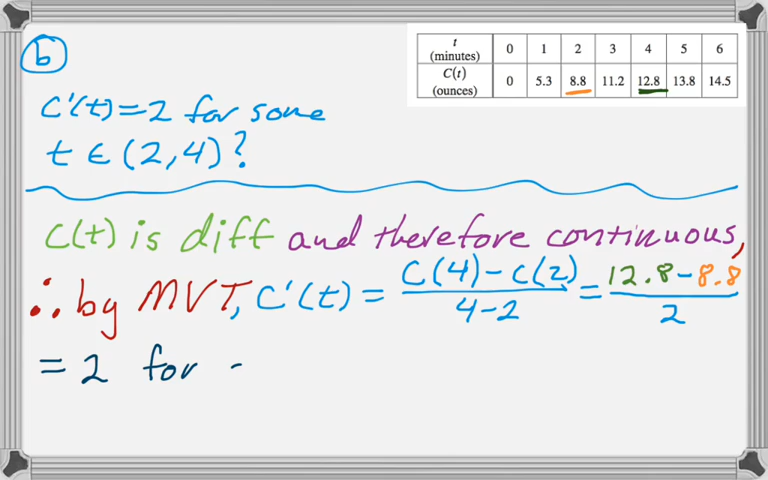 b
t (minutes) 0 1 2 3 4 5 6
C(t) (ounces) 0 5.3 8.8 11.2 12.8 13.8 14.5
C'(t)=2 for some
t ∈ (2,4)?
C(t) is diff and therefore continuous,
∴ by MVT, C'(t) = C(4)-C(2)/4-2 = 12.8-8.8/2
= 2 for